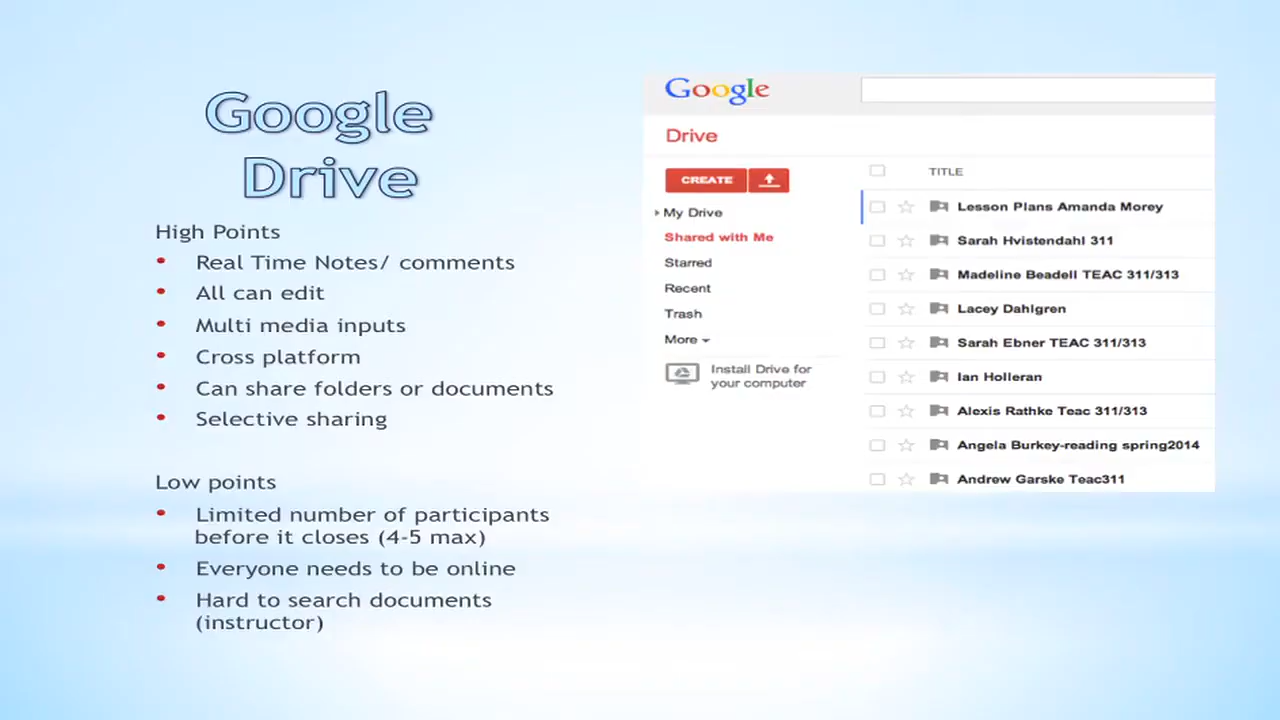 Google
Drive
High Points
• Real Time Notes/ comments
• All can edit
• Multi media inputs
• Cross platform
• Can share folders or documents
• Selective sharing
Low points
• Limited number of participants
before it closes (4-5 max)
• Everyone needs to be online
• Hard to search documents
(instructor)
Google
Drive
CREATE
TITLE
My Drive
Shared with Me
Starred
Recent
Trash
More
Install Drive for
your computer
Lesson Plans Amanda Morey
Sarah Hvistendahl 311
Madeline Beadell TEAC 311/313
Lacey Dahlgren
Sarah Ebner TEAC 311/313
Ian Holleran
Alexis Rathke Teac 311/313
Angela Burkey-reading spring2014
Andrew Garske Teac311